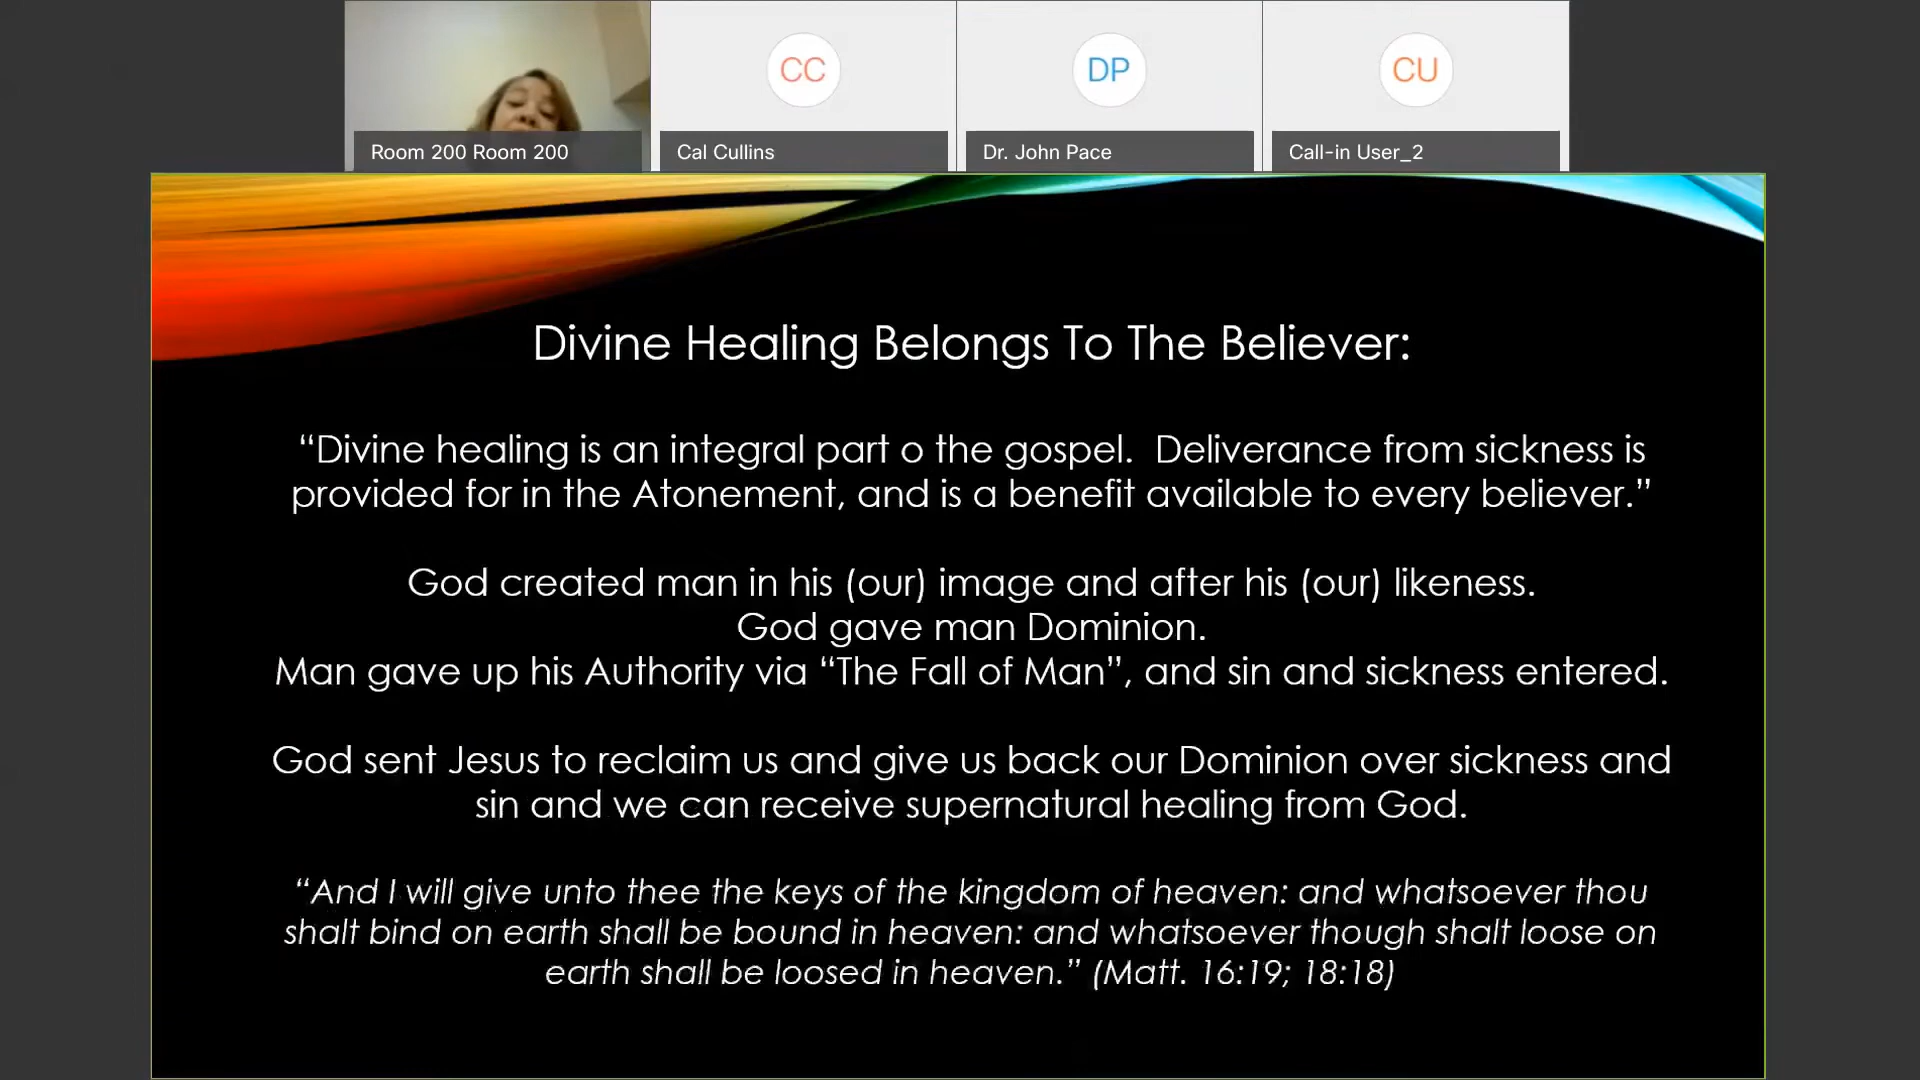 CC
DP
CU
Room 200 Room 200
Cal Cullins
Dr. John Pace
Call-in User_2
Divine Healing Belongs To The Believer:
“Divine healing is an integral part o the gospel.  Deliverance from sickness is
provided for in the Atonement, and is a benefit available to every believer.”
God created man in his (our) image and after his (our) likeness.
God gave man Dominion.
Man gave up his Authority via “The Fall of Man”, and sin and sickness entered.
God sent Jesus to reclaim us and give us back our Dominion over sickness and
sin and we can receive supernatural healing from God.
“And I will give unto thee the keys of the kingdom of heaven: and whatsoever thou
shalt bind on earth shall be bound in heaven: and whatsoever though shalt loose on
earth shall be loosed in heaven.” (Matt. 16:19; 18:18)